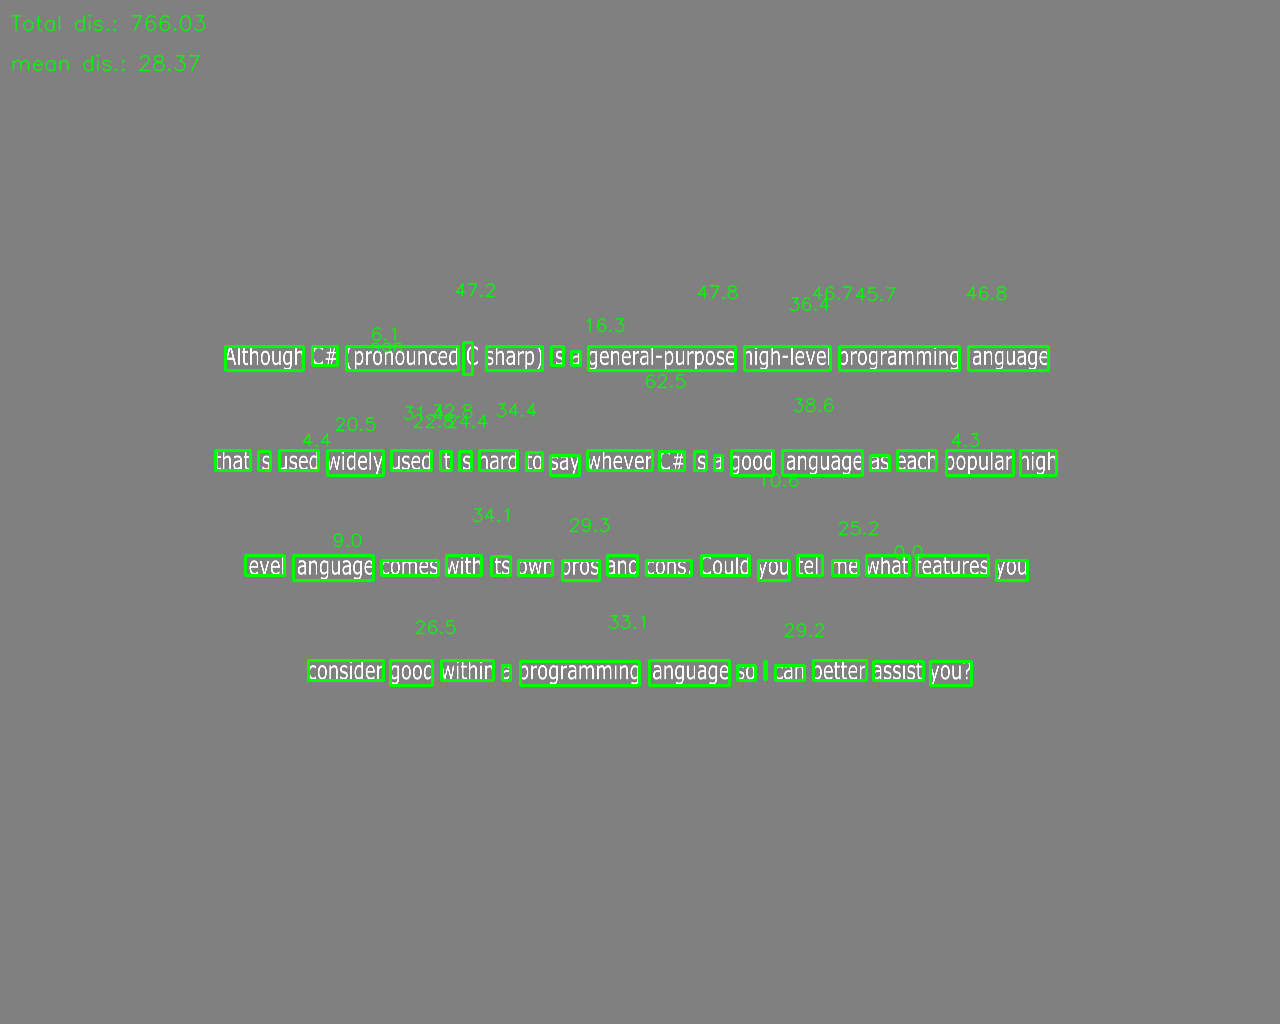 Total dis.: 766.03
mean dis.: 28.37
47.2 47.8 36.4 46.7 45.7 46.8
6.1 16.3
Although C# (pronounced C sharp) is a general-purpose high-level programming language
62.5
20.5 34.4 38.6
4.4 22.8 24.4 4.3
that is used widely used it is hard to say whever C# is a good language as each popular high
10.6
9.0 34.1 29.3 25.2 0.0
level language comes with its own pros and cons. Could you tell me what features you
26.5 33.1 29.2
consider good within a programming language so I can better assist you?